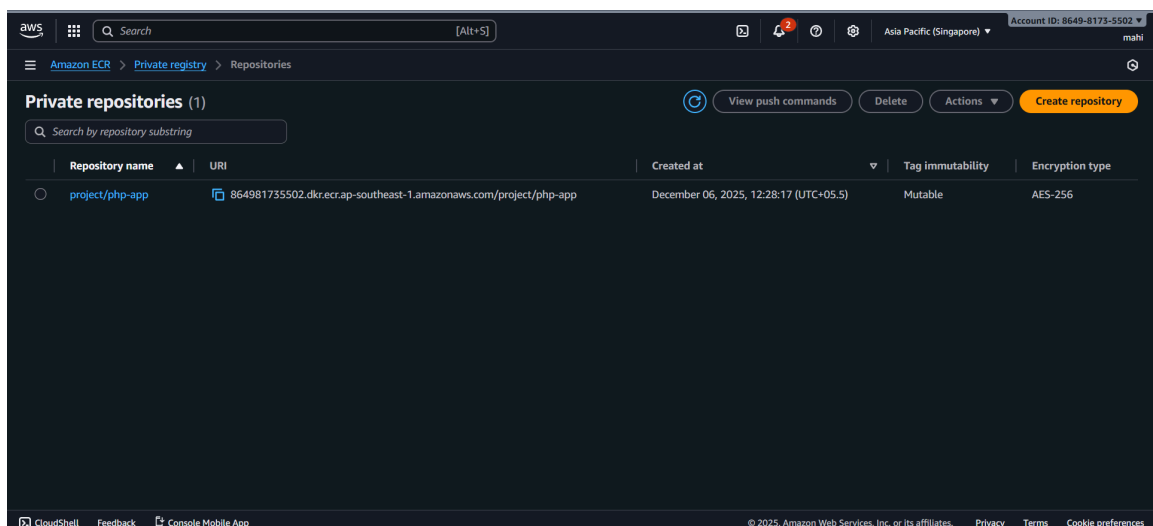 aws
Search
[Alt+S]
2
Asia Pacific (Singapore) ▼
Account ID: 8649-8173-5502 ▼
mahi
Amazon ECR > Private registry > Repositories
Private repositories (1)
View push commands
Delete
Actions ▼
Create repository
Search by repository substring
Repository name ▲ URI Created at Tag immutability Encryption type
project/php-app 864981735502.dkr.ecr.ap-southeast-1.amazonaws.com/project/php-app December 06, 2025, 12:28:17 (UTC+05.5) Mutable AES-256
CloudShell Feedback Console Mobile App © 2025, Amazon Web Services, Inc. or its affiliates. Privacy Terms Cookie preferences